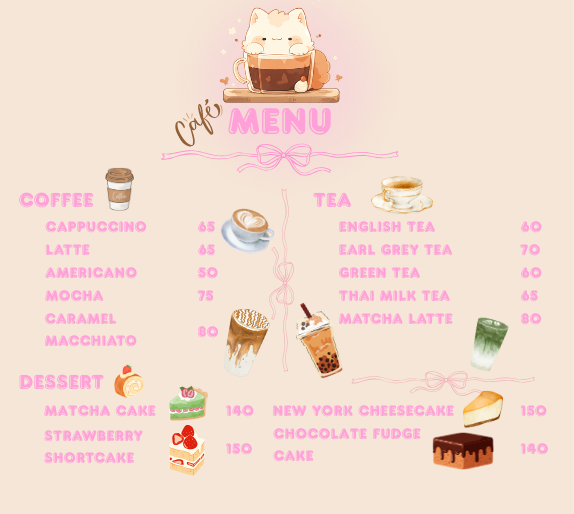 Café
MENU
COFFEE
CAPPUCCINO 65
LATTE 65
AMERICANO 50
MOCHA 75
CARAMEL
MACCHIATO 80
TEA
ENGLISH TEA 60
EARL GREY TEA 70
GREEN TEA 60
THAI MILK TEA 65
MATCHA LATTE 80
DESSERT
MATCHA CAKE 140
STRAWBERRY
SHORTCAKE 150
NEW YORK CHEESECAKE 150
CHOCOLATE FUDGE
CAKE 140